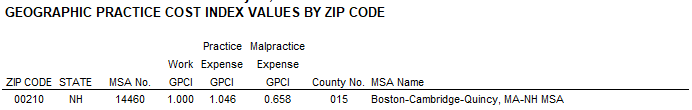 GEOGRAPHIC PRACTICE COST INDEX VALUES BY ZIP CODE
Practice Malpractice
Work Expense Expense
ZIP CODE STATE MSA No. GPCI GPCI GPCI County No. MSA Name
00210 NH 14460 1.000 1.046 0.658 015 Boston-Cambridge-Quincy, MA-NH MSA